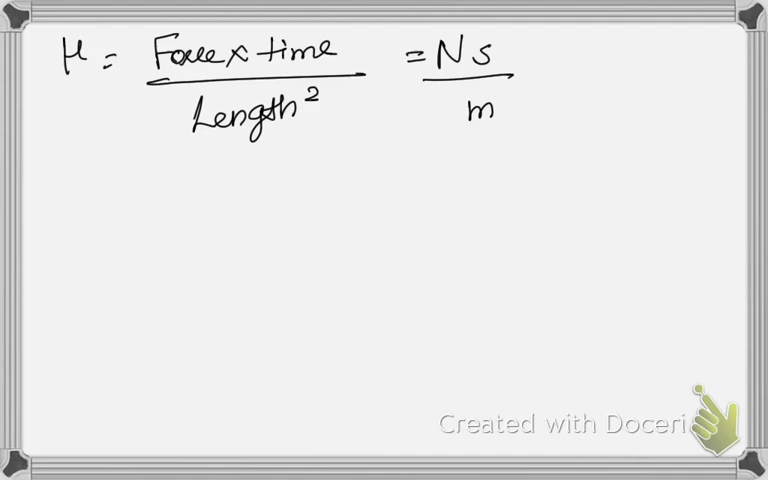 μ = Force x time / Length² = N s / m
Created with Doceri